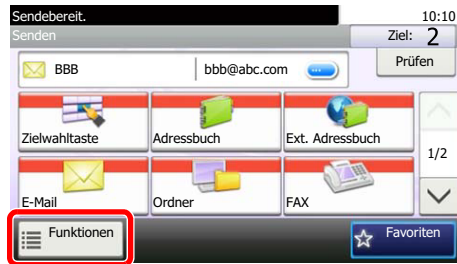 Sendebereit. 10:10
Senden Ziel: 2
BBB bbb@abc.com Prüfen
Zielwahltaste Adressbuch Ext. Adressbuch
1/2
E-Mail Ordner FAX
Funktionen Favoriten